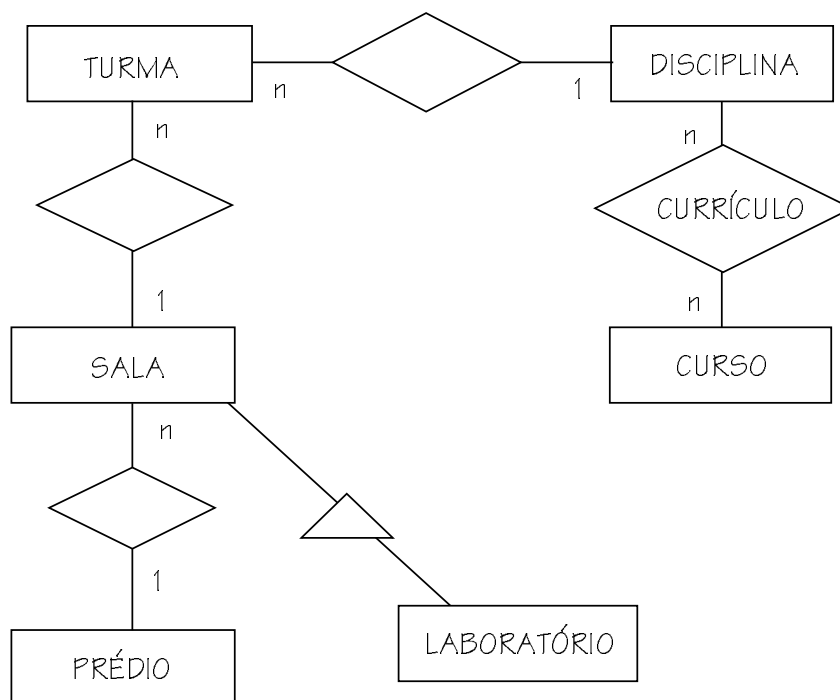 TURMA
n
1
DISCIPLINA
n
n
CURRÍCULO
1
n
SALA
CURSO
n
1
LABORATÓRIO
PRÉDIO